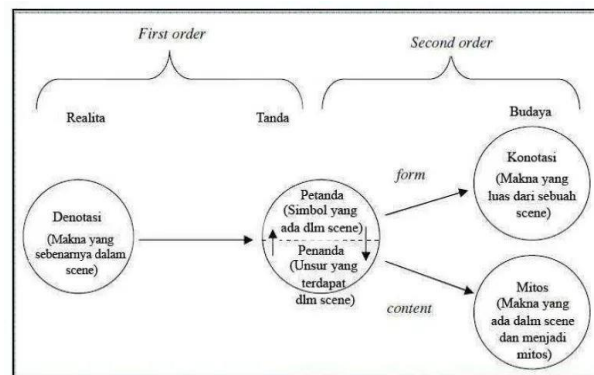 First order
Second order
Realita
Tanda
Budaya
Denotasi
(Makna yang
sebenarnya dalam
scene)
Petanda
(Simbol yang
ada dlm scene)
Penanda
(Unsur yang
terdapat
dlm scene)
form
content
Konotasi
(Makna yang
luas dari sebuah
scene)
Mitos
(Makna yang
ada dalm scene
dan menjadi
mitos)